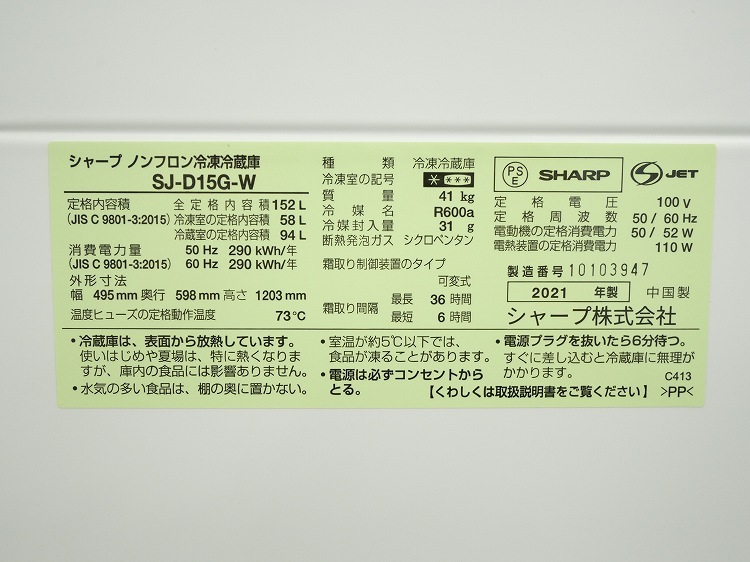 シャープ ノンフロン冷凍冷蔵庫
SJ-D15G-W
定格内容積 全定格内容積 152 L
(JIS C 9801-3:2015) 冷凍室の定格内容積 58 L
冷蔵室の定格内容積 94 L
消費電力量 50 Hz 290 kWh/年
(JIS C 9801-3:2015) 60 Hz 290 kWh/年
外形寸法
幅 495 mm 奥行 598 mm 高さ 1203 mm
温度ヒューズの定格動作温度 73℃
種類 冷凍冷蔵庫
冷凍室の記号 * ***
質量 41 kg
冷媒名 R600a
冷媒封入量 31 g
断熱発泡ガス シクロペンタン
霜取り制御装置のタイプ
可変式
霜取り間隔 最長 36 時間
最短 6 時間
PS E SHARP S JET
定格電圧 100 V
定格周波数 50 / 60 Hz
電動機の定格消費電力 50 / 52 W
電熱装置の定格消費電力 110 W
製造番号 10103947
2021 年製 中国製
シャープ株式会社
• 冷蔵庫は、表面から放熱しています。
使いはじめや夏場は、特に熱くなりま
すが、庫内の食品には影響ありません。
• 水気の多い食品は、棚の奥に置かない。
• 室温が約5℃以下では、
食品が凍ることがあります。
• 電源は必ずコンセントから
とる。
• 電源プラグを抜いたら6分待つ。
すぐに差し込むと冷蔵庫に無理が
かかります。 C413
【くわしくは取扱説明書をご覧ください】 >PP<